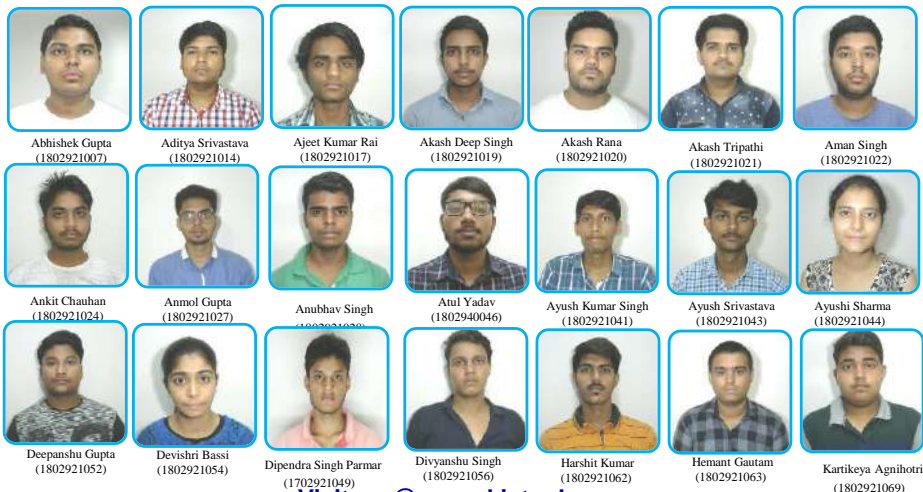 Abhishek Gupta
(1802921007)
Aditya Srivastava
(1802921014)
Ajeet Kumar Rai
(1802921017)
Akash Deep Singh
(1802921019)
Akash Rana
(1802921020)
Akash Tripathi
(1802921021)
Aman Singh
(1802921022)
Ankit Chauhan
(1802921024)
Anmol Gupta
(1802921027)
Anubhav Singh
Atul Yadav
(1802940046)
Ayush Kumar Singh
(1802921041)
Ayush Srivastava
(1802921043)
Ayushi Sharma
(1802921044)
Deepanshu Gupta
(1802921052)
Devishri Bassi
(1802921054)
Dipendra Singh Parmar
(1702921049)
Divyanshu Singh
(1802921056)
Harshit Kumar
(1802921062)
Hemant Gautam
(1802921063)
Kartikeya Agnihotri
(1802921069)